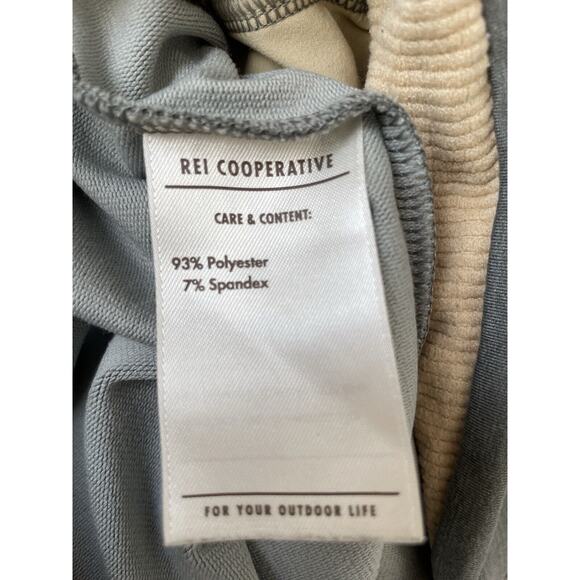 REI COOPERATIVE
CARE & CONTENT:
93% Polyester
7% Spandex
FOR YOUR OUTDOOR LIFE